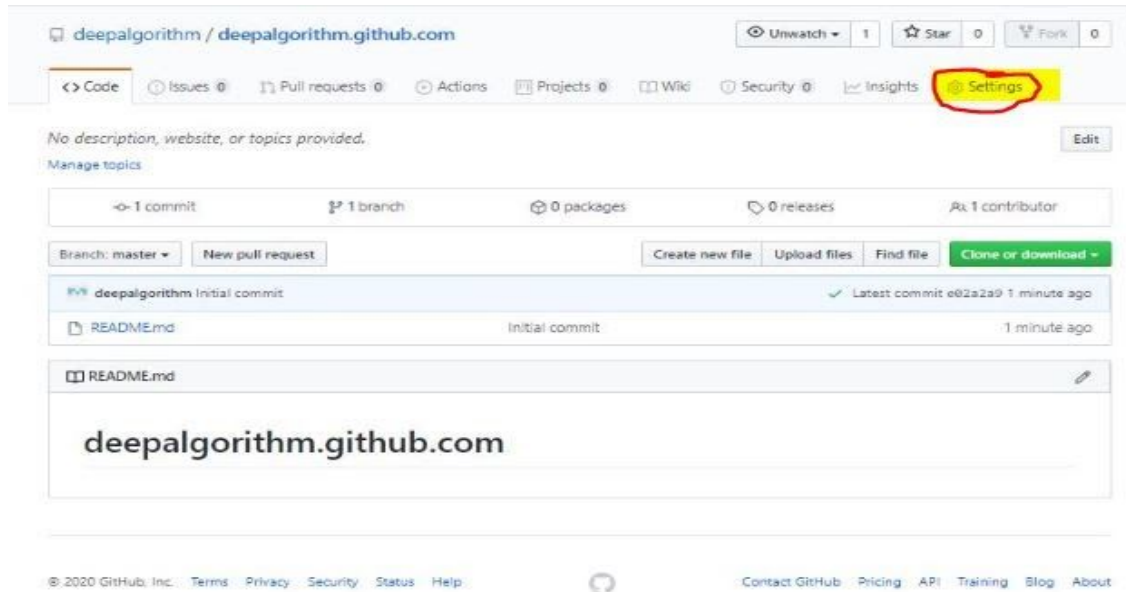 deepalgorithm / deepalgorithm.github.com
Unwatch 1 Star 0 Fork 0
<> Code Issues 0 Pull requests 0 Actions Projects 0 Wiki Security 0 Insights Settings
No description, website, or topics provided.
Edit
Manage topics
1 commit 1 branch 0 packages 0 releases 1 contributor
Branch: master New pull request Create new file Upload files Find file Clone or download
deepalgorithm Initial commit Latest commit e02a2a9 1 minute ago
README.md Initial commit 1 minute ago
README.md
deepalgorithm.github.com
© 2020 GitHub, Inc. Terms Privacy Security Status Help Contact GitHub Pricing API Training Blog About